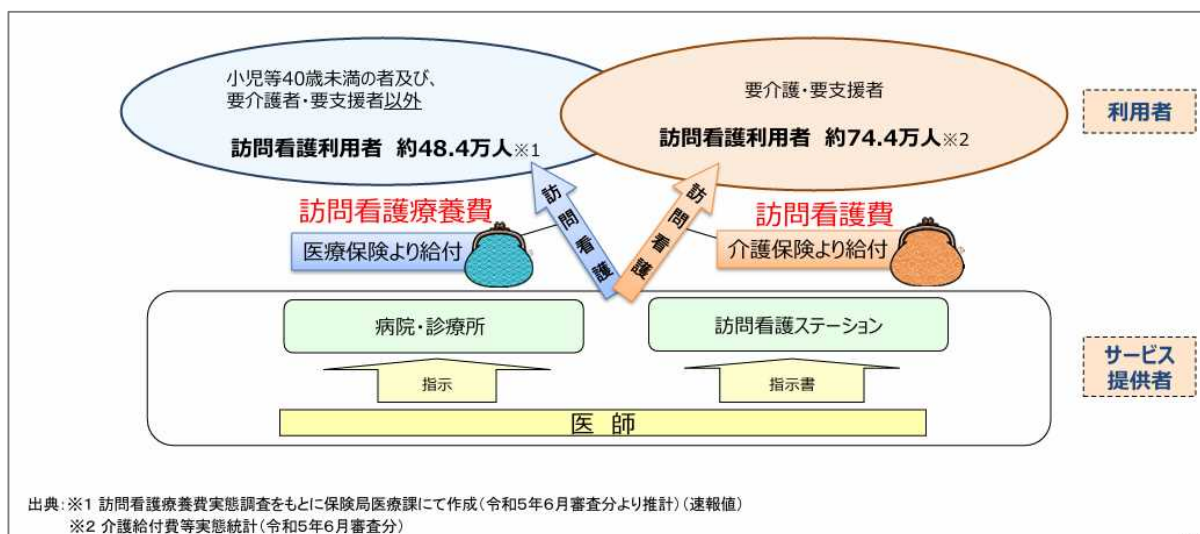 小児等40歳未満の者及び、
要介護者・要支援者以外
訪問看護利用者 約48.4万人※1
要介護・要支援者
訪問看護利用者 約74.4万人※2
利用者
訪問看護療養費
医療保険より給付
訪問看護
訪問看護
訪問看護費
介護保険より給付
病院・診療所
訪問看護ステーション
指示
指示書
医 師
サービス
提供者
出典:※1 訪問看護療養費実態調査をもとに保険局医療課にて作成(令和5年6月審査分より推計)(速報値)
※2 介護給付費等実態統計(令和5年6月審査分)